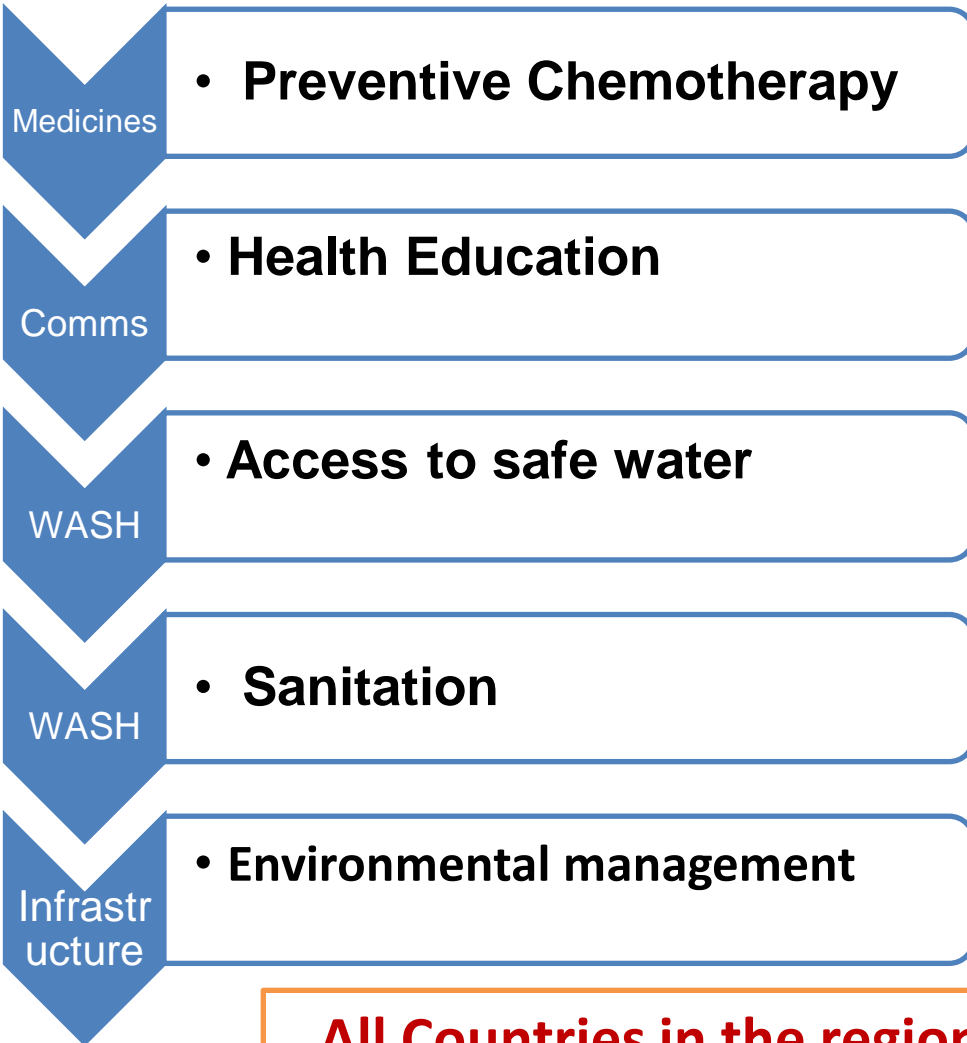 • Preventive Chemotherapy
Medicines
• Health Education
Comms
• Access to safe water
WASH
• Sanitation
WASH
• Environmental management
Infrastr
ucture
All Countries in the region